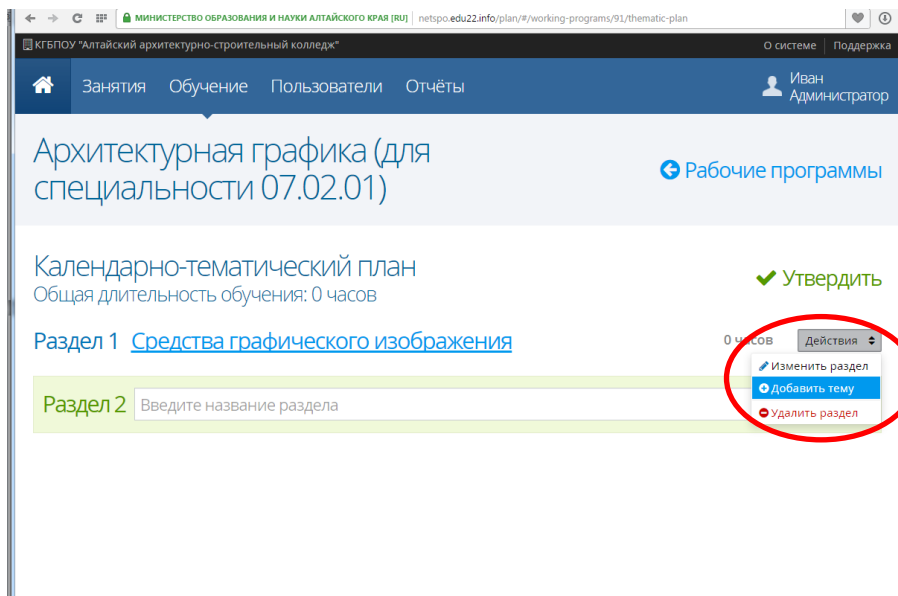 МИНИСТЕРСТВО ОБРАЗОВАНИЯ И НАУКИ АЛТАЙСКОГО КРАЯ [RU] netspo.edu22.info/plan/#/working-programs/91/thematic-plan
КГБПОУ "Алтайский архитектурно-строительный колледж" О системе Поддержка
Занятия Обучение Пользователи Отчёты Иван
Администратор
Архитектурная графика (для
специальности 07.02.01)
Рабочие программы
Календарно-тематический план
Общая длительность обучения: 0 часов
Утвердить
Раздел 1 Средства графического изображения 0 часов Действия
Изменить раздел
Добавить тему
Удалить раздел
Раздел 2 Введите название раздела